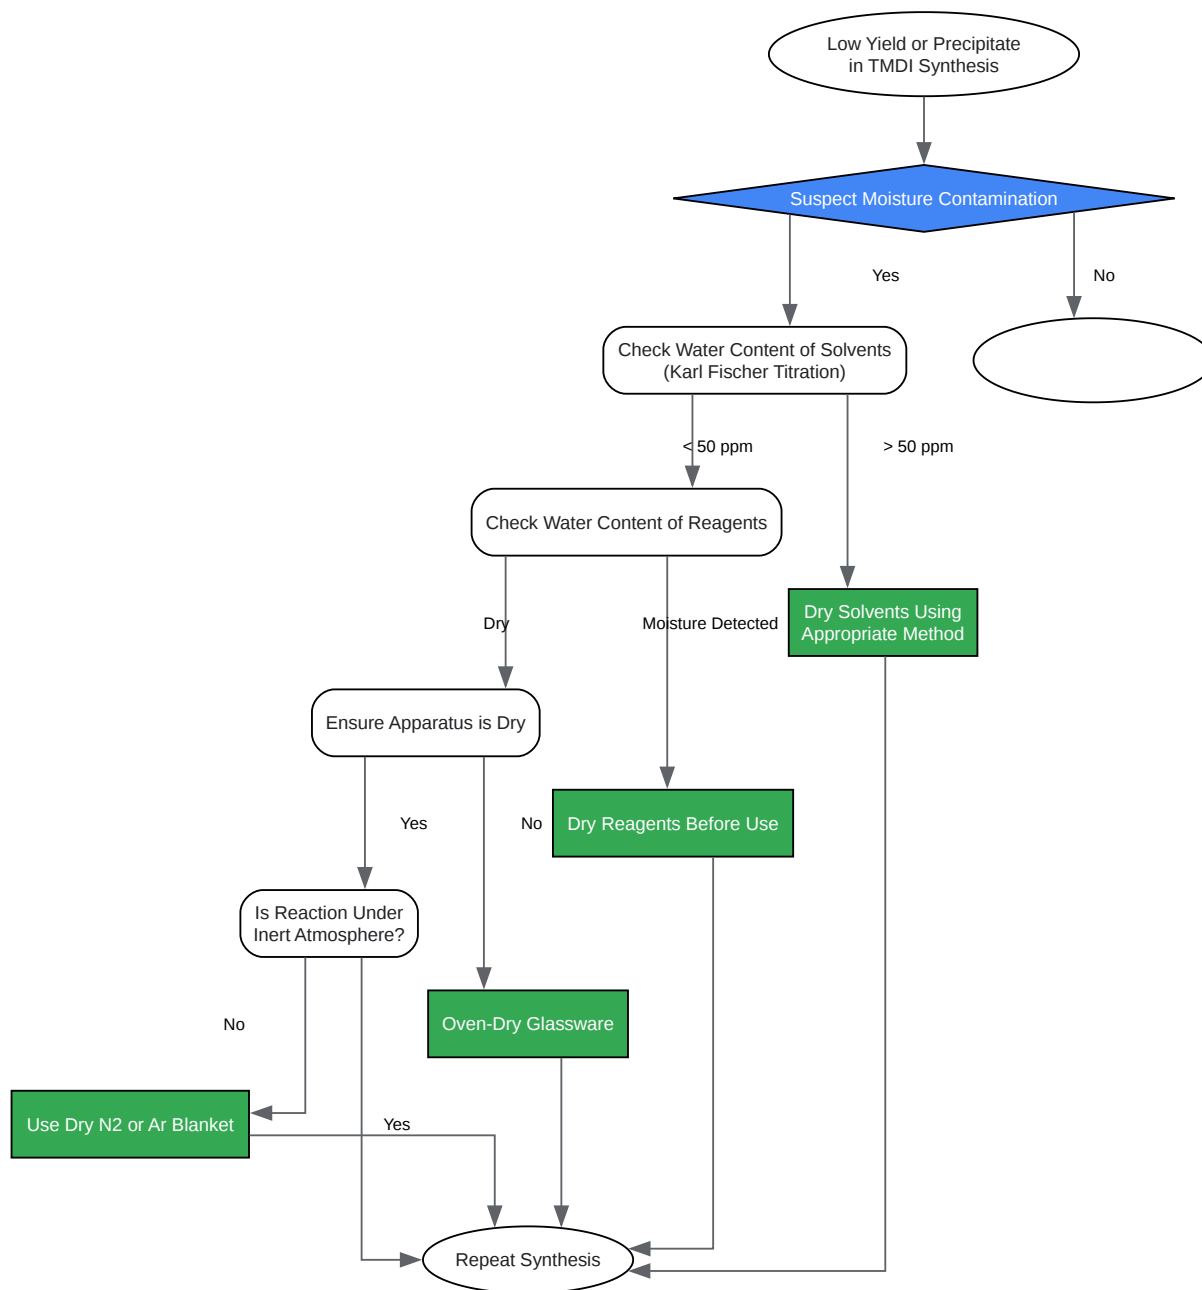 Low Yield or Precipitate
in TMDI Synthesis
Suspect Moisture Contamination
Yes
No
Check Water Content of Solvents
(Karl Fischer Titration)
< 50 ppm
> 50 ppm
Check Water Content of Reagents
Dry
Moisture Detected
Dry Solvents Using
Appropriate Method
Ensure Apparatus is Dry
Yes
No
Dry Reagents Before Use
Is Reaction Under
Inert Atmosphere?
No
Oven-Dry Glassware
Use Dry N2 or Ar Blanket
Yes
Repeat Synthesis